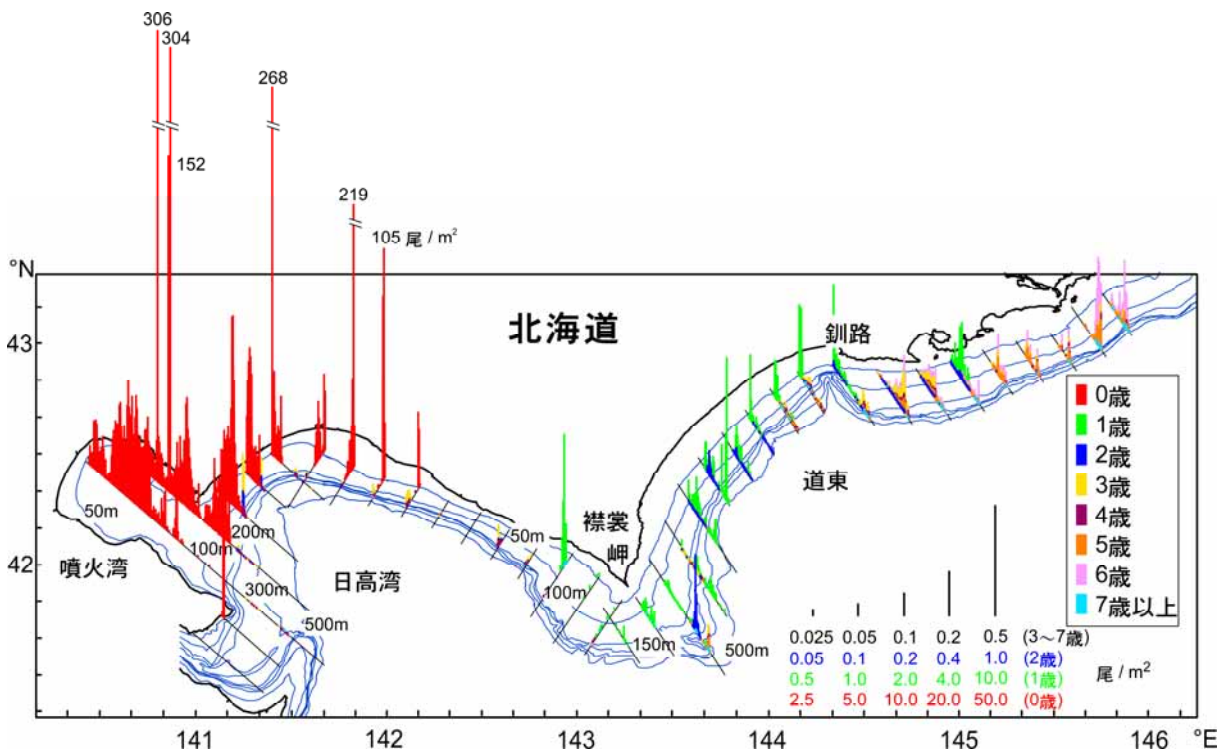 306
304
268
152
219
105 尾 / m²
°N
北海道
釧路
43
0歳
1歳
2歳
3歳
4歳
5歳
6歳
7歳以上
道東
50m
200m
50m
襟裳
岬
100m
42
噴火湾
日高湾
300m
100m
500m
150m
500m
0.025 0.05 0.1 0.2 0.5 (3～7歳)
0.05 0.1 0.2 0.4 1.0 (2歳)
0.5 1.0 2.0 4.0 10.0 (1歳)
2.5 5.0 10.0 20.0 50.0 (0歳)
尾 / m²
141 142 143 144 145 146 °E